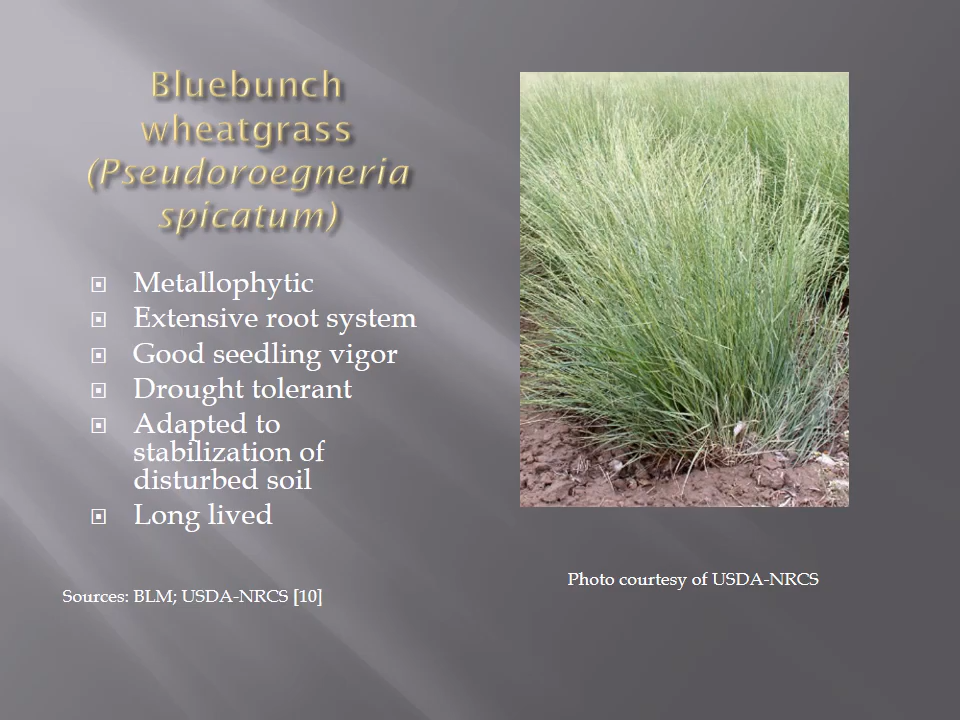 Bluebunch
wheatgrass
(Pseudoroegneria
spicatum)
Metallophytic
Extensive root system
Good seedling vigor
Drought tolerant
Adapted to
stabilization of
disturbed soil
Long lived
Sources: BLM; USDA-NRCS [10]
Photo courtesy of USDA-NRCS